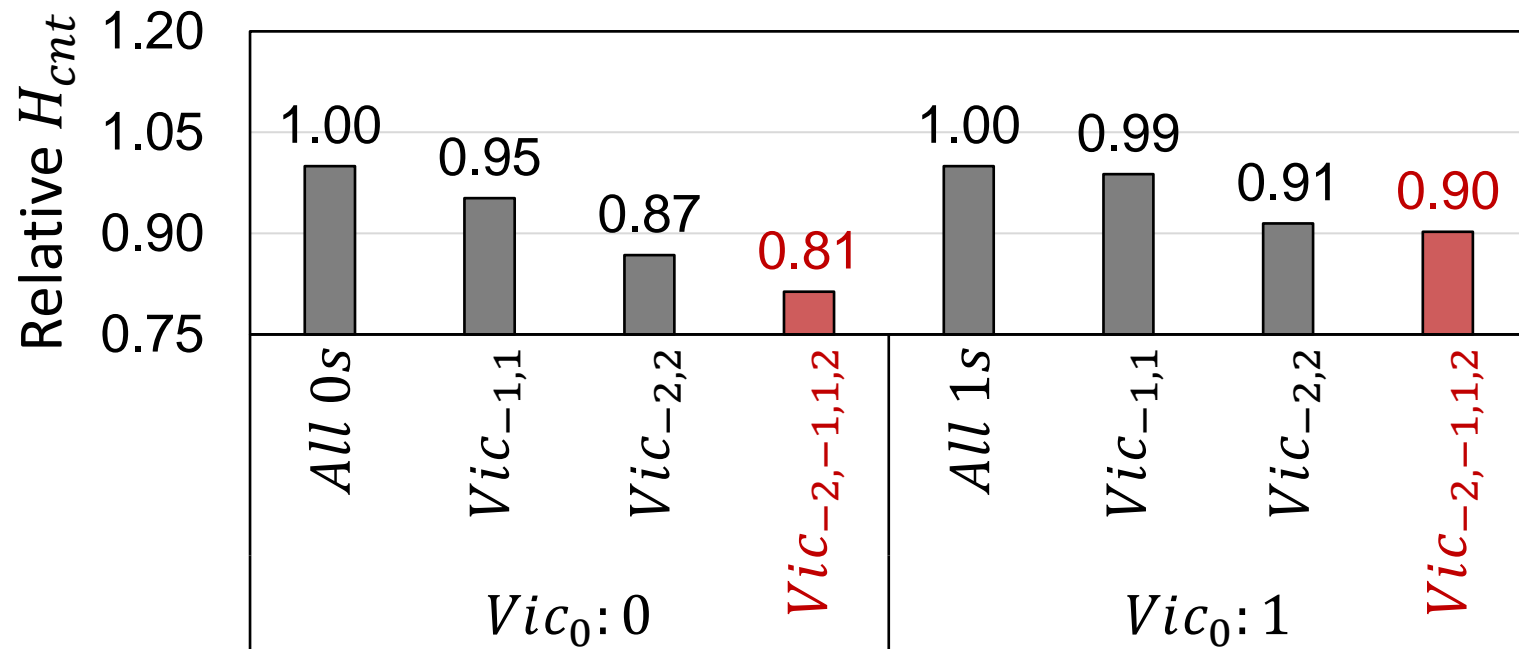 Relative H_cnt
1.20
1.05
0.90
0.75
1.00
0.95
0.87
0.81
1.00
0.99
0.91
0.90
All 0s
Vic_−1,1
Vic_−2,2
Vic_−2,−1,1,2
All 1s
Vic_−1,1
Vic_−2,2
Vic_−2,−1,1,2
Vic_0: 0
Vic_0: 1